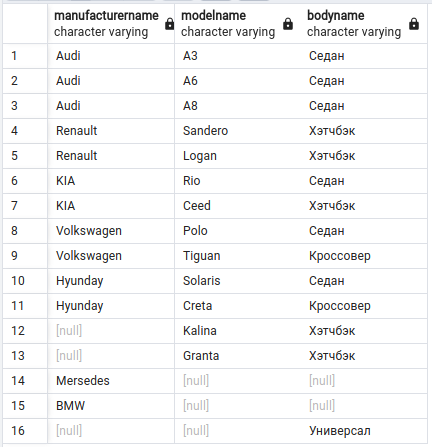 manufacturername modelname bodyname
character varying character varying character varying
1 Audi A3 Седан
2 Audi A6 Седан
3 Audi A8 Седан
4 Renault Sandero Хэтчбэк
5 Renault Logan Хэтчбэк
6 KIA Rio Седан
7 KIA Ceed Хэтчбэк
8 Volkswagen Polo Седан
9 Volkswagen Tiguan Кроссовер
10 Hyunday Solaris Седан
11 Hyunday Creta Кроссовер
12 [null] Kalina Хэтчбэк
13 [null] Granta Хэтчбэк
14 Mersedes [null] [null]
15 BMW [null] [null]
16 [null] [null] Универсал